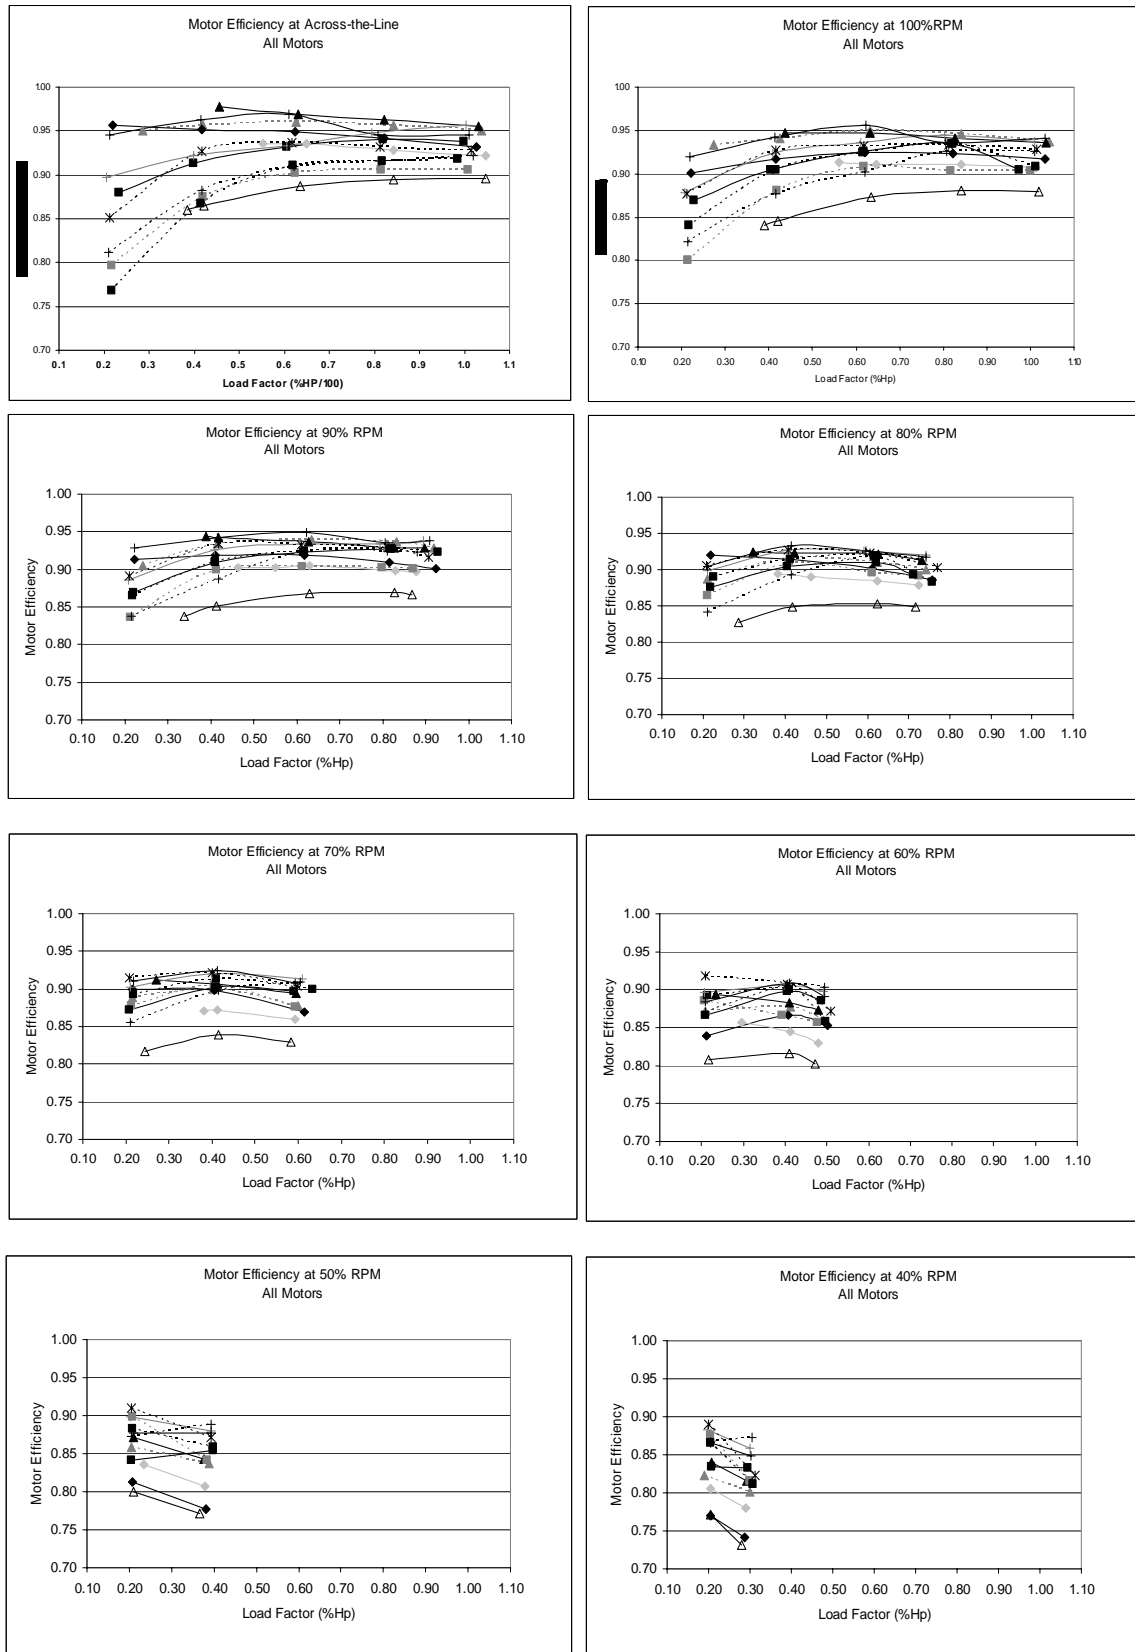 Motor Efficiency at Across-the-Line
All Motors
1.00
0.95
0.90
0.85
0.80
0.75
0.70
0.1 0.2 0.3 0.4 0.5 0.6 0.7 0.8 0.9 1.0 1.1
Load Factor (%HP/100)
Motor Efficiency at 100%RPM
All Motors
1.00
0.95
0.90
0.85
0.80
0.75
0.70
0.10 0.20 0.30 0.40 0.50 0.60 0.70 0.80 0.90 1.00 1.10
Load Factor (%Hp)
Motor Efficiency at 90% RPM
All Motors
Motor Efficiency
1.00
0.95
0.90
0.85
0.80
0.75
0.70
0.10 0.20 0.30 0.40 0.50 0.60 0.70 0.80 0.90 1.00 1.10
Load Factor (%Hp)
Motor Efficiency at 80% RPM
All Motors
Motor Efficiency
1.00
0.95
0.90
0.85
0.80
0.75
0.70
0.10 0.20 0.30 0.40 0.50 0.60 0.70 0.80 0.90 1.00 1.10
Load Factor (%Hp)
Motor Efficiency at 70% RPM
All Motors
Motor Efficiency
1.00
0.95
0.90
0.85
0.80
0.75
0.70
0.10 0.20 0.30 0.40 0.50 0.60 0.70 0.80 0.90 1.00 1.10
Load Factor (%Hp)
Motor Efficiency at 60% RPM
All Motors
Motor Efficiency
1.00
0.95
0.90
0.85
0.80
0.75
0.70
0.10 0.20 0.30 0.40 0.50 0.60 0.70 0.80 0.90 1.00 1.10
Load Factor (%Hp)
Motor Efficiency at 50% RPM
All Motors
Motor Efficiency
1.00
0.95
0.90
0.85
0.80
0.75
0.70
0.10 0.20 0.30 0.40 0.50 0.60 0.70 0.80 0.90 1.00 1.10
Load Factor (%Hp)
Motor Efficiency at 40% RPM
All Motors
Motor Efficiency
1.00
0.95
0.90
0.85
0.80
0.75
0.70
0.10 0.20 0.30 0.40 0.50 0.60 0.70 0.80 0.90 1.00 1.10
Load Factor (%Hp)